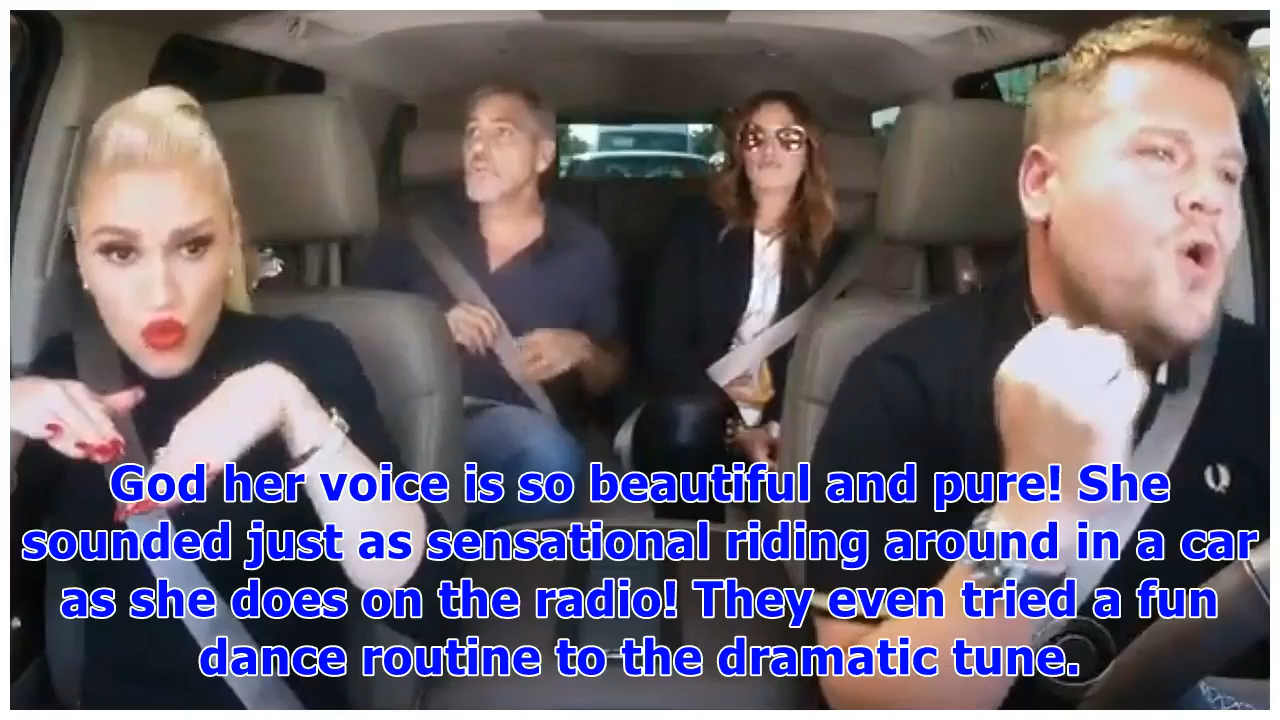 God her voice is so beautiful and pure! She
sounded just as sensational riding around in a car
as she does on the radio! They even tried a fun
dance routine to the dramatic tune.